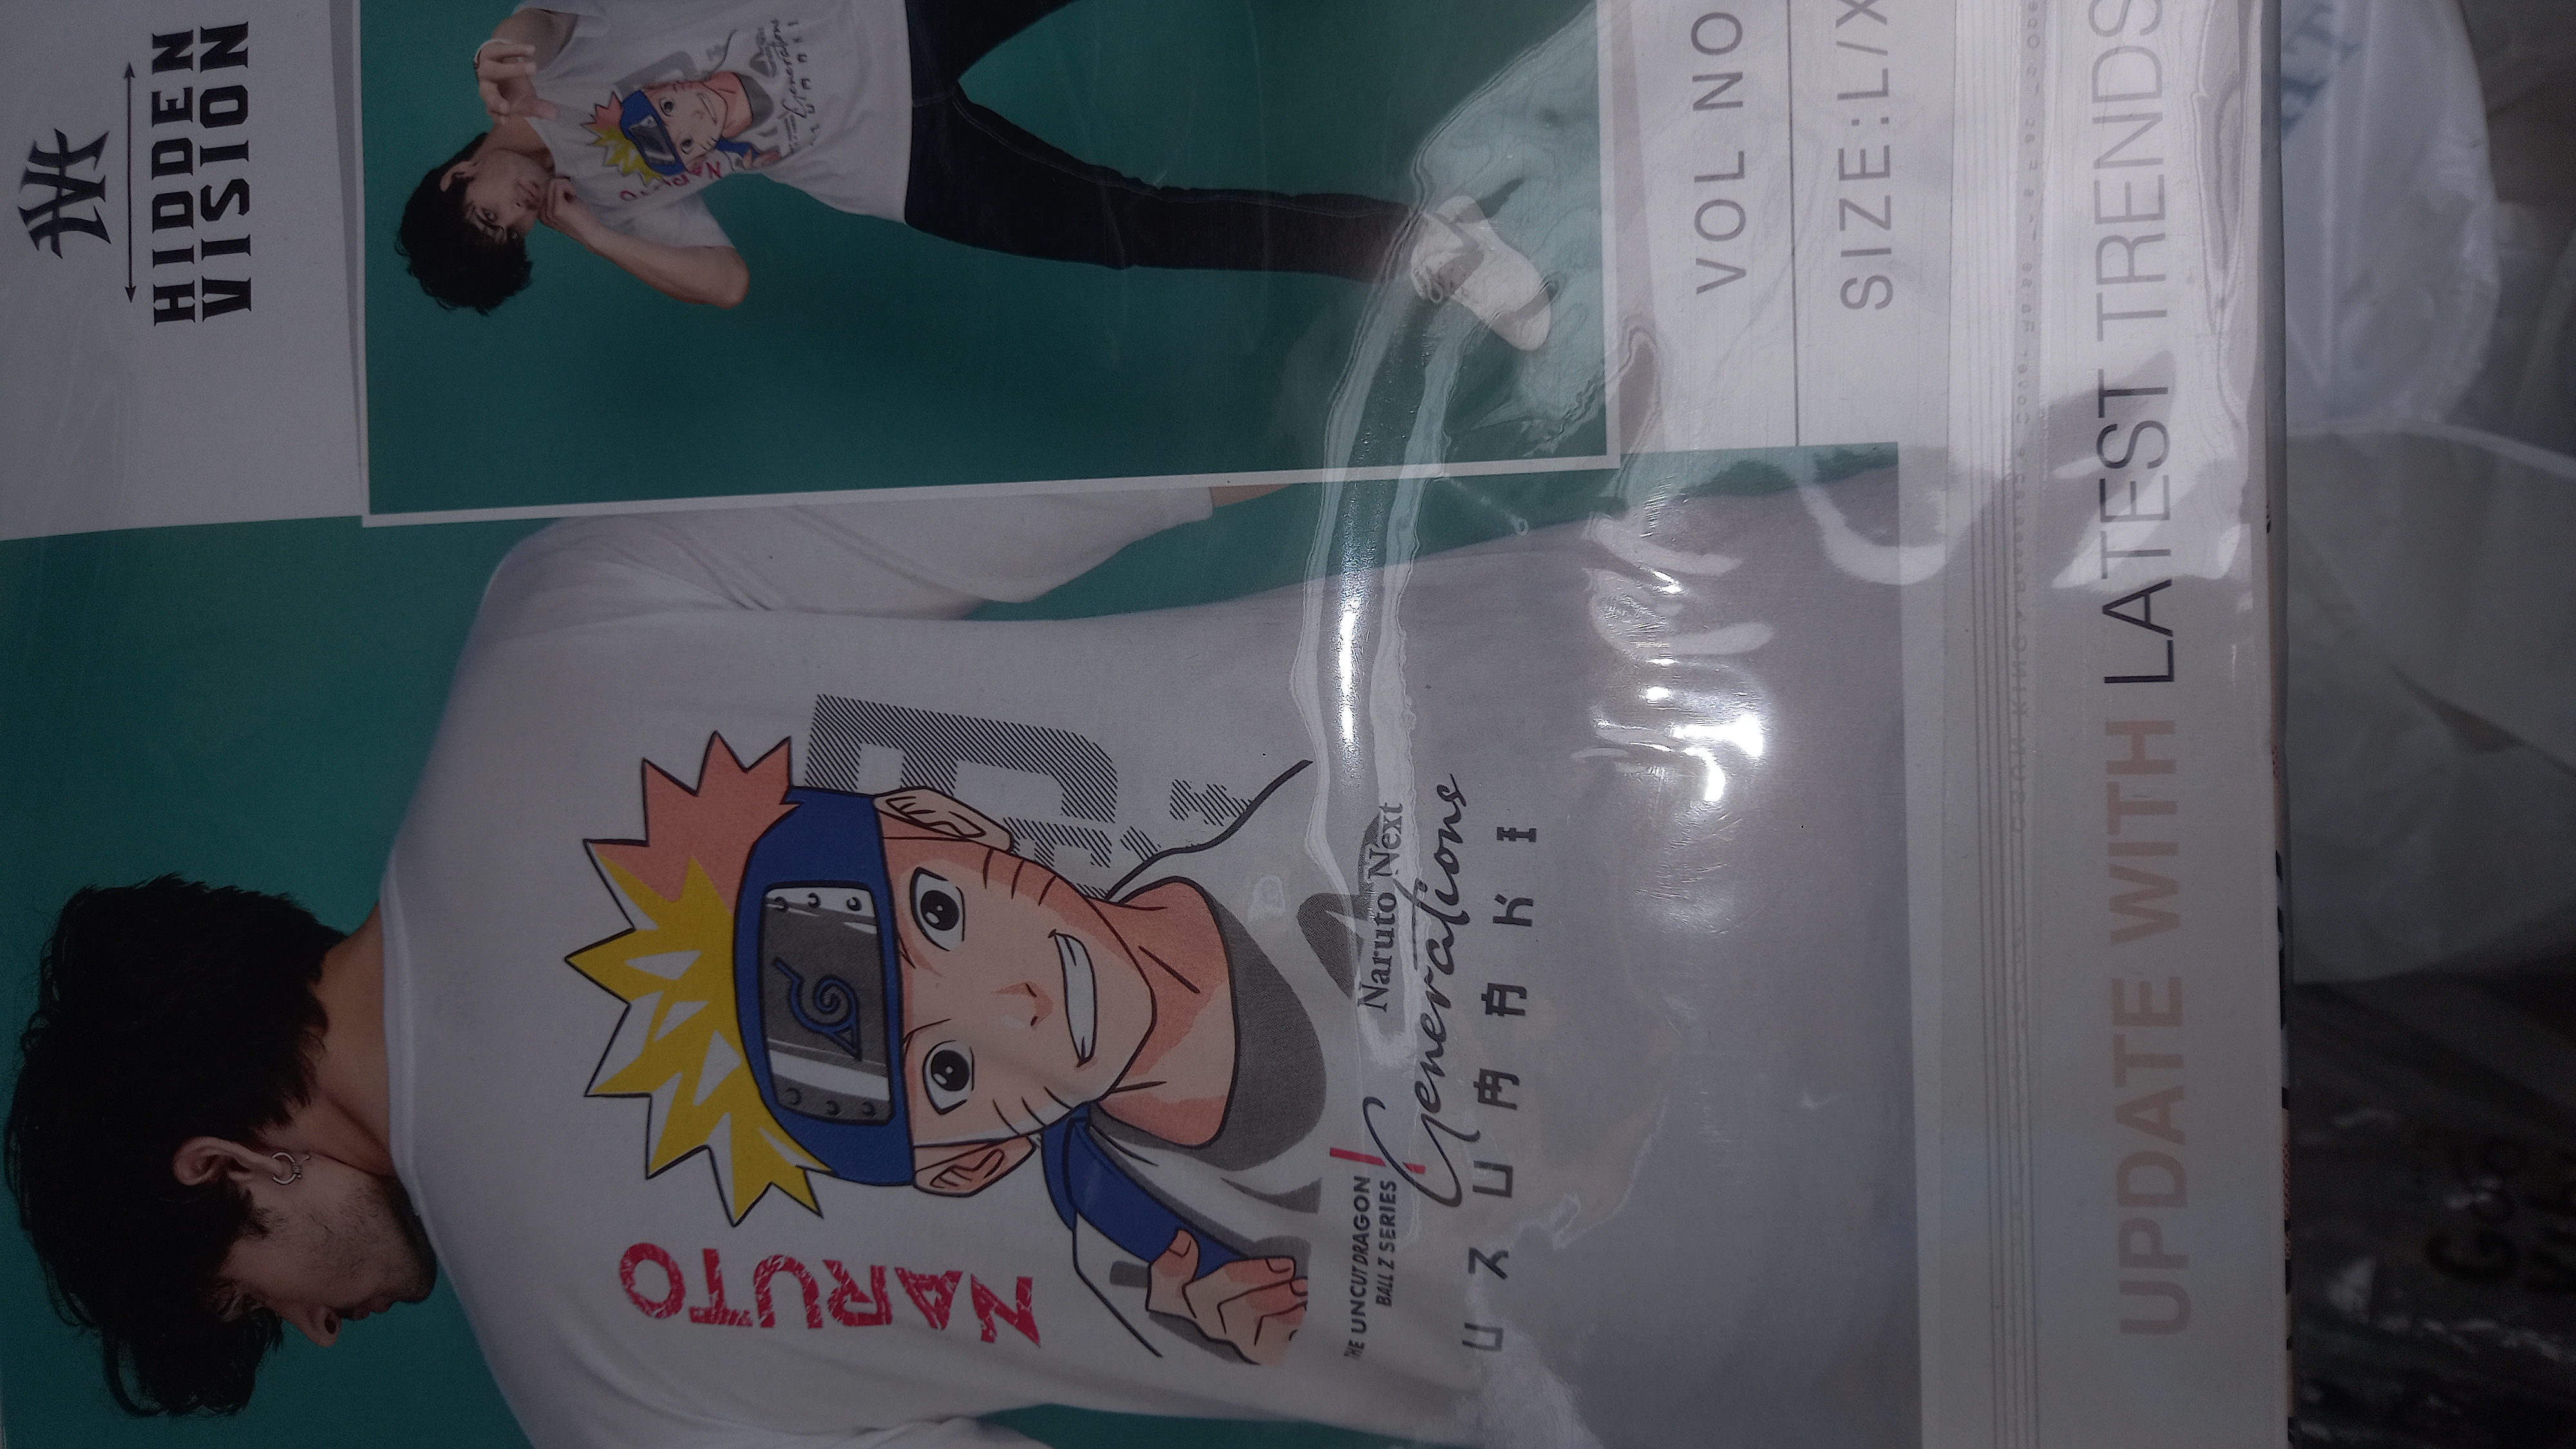 HIDDEN
VISION
VOL NO
SIZE:L/X
NARUTO
THE UNCUT DRAGON
BALL Z SERIES
Naruto Next
Generations
UPDATE WITH LATEST TRENDS